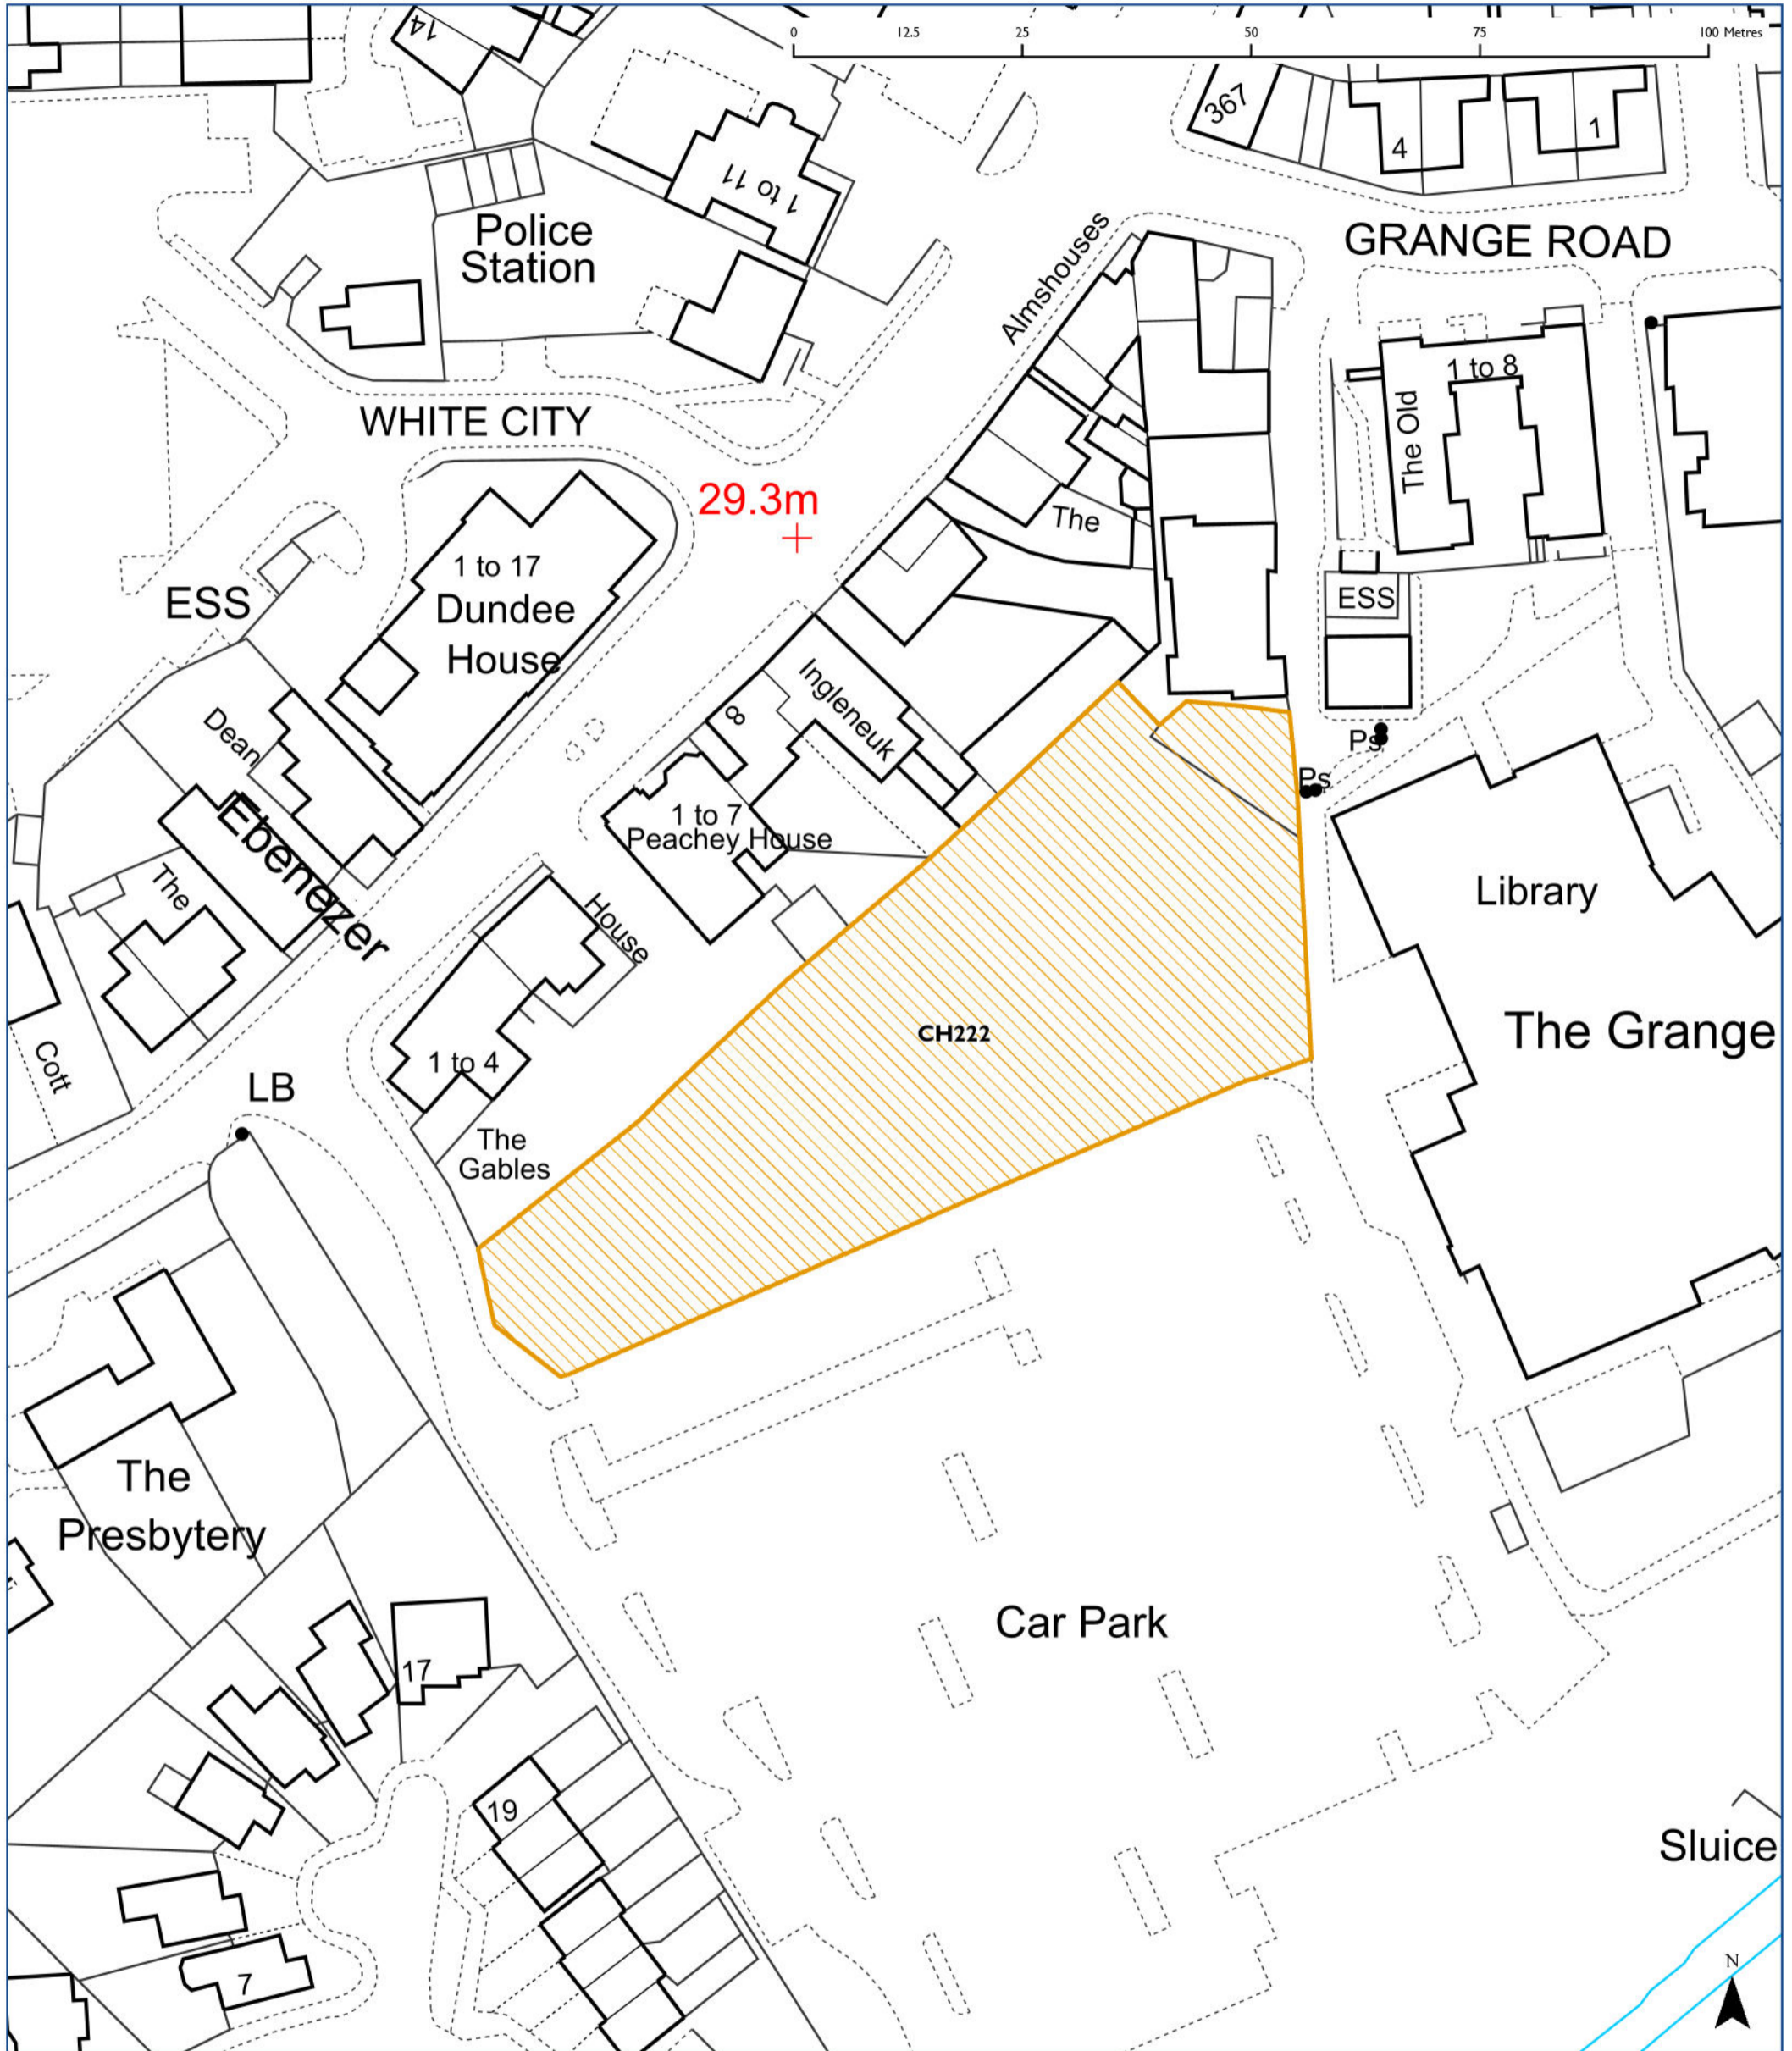 0 12.5 25 50 75 100 Metres
14
367
4
1
1 to 11
Police
Station
Almshouses
GRANGE ROAD
1 to 8
The Old
WHITE CITY
29.3m
The
1 to 17
Dundee
House
ESS
ESS
Ingleneuk
8
Dean
Ps
Ps
1 to 7
Peachey House
Ebenezer
The
House
Library
CH222
The Grange
Cott
1 to 4
LB
The
Gables
The
Presbytery
Car Park
17
19
Sluice
7
N